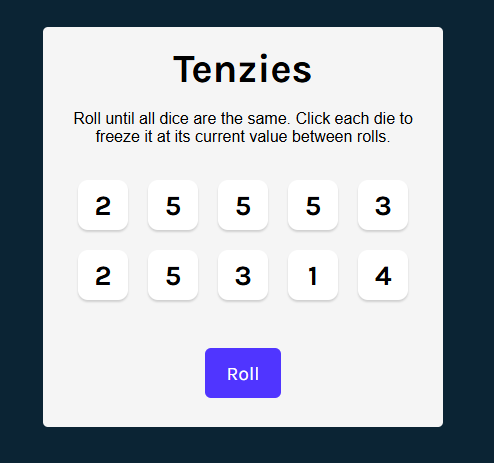 Tenzies
Roll until all dice are the same. Click each die to
freeze it at its current value between rolls.
2 5 5 5 3
2 5 3 1 4
Roll